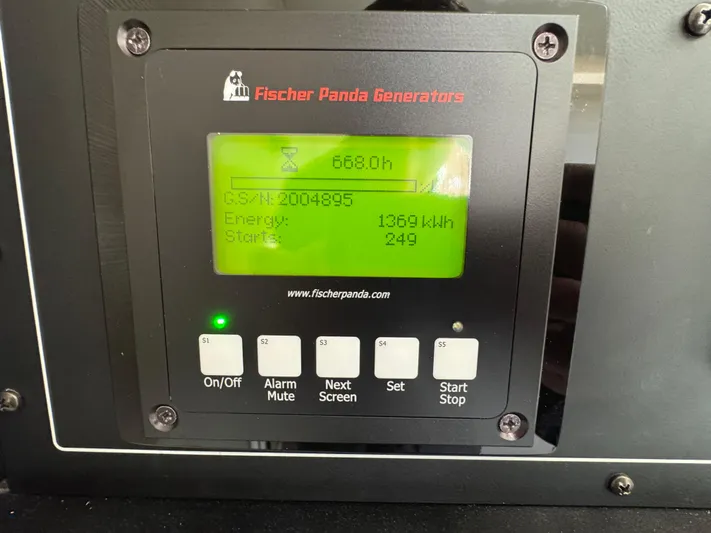 Fischer Panda Generators
668.0h
G.S/N: 2004895
Energy: 1369 kWh
Starts: 249
www.fischerpanda.com
S1 S2 S3 S4 S5
On/Off Alarm Mute Next Screen Set Start Stop